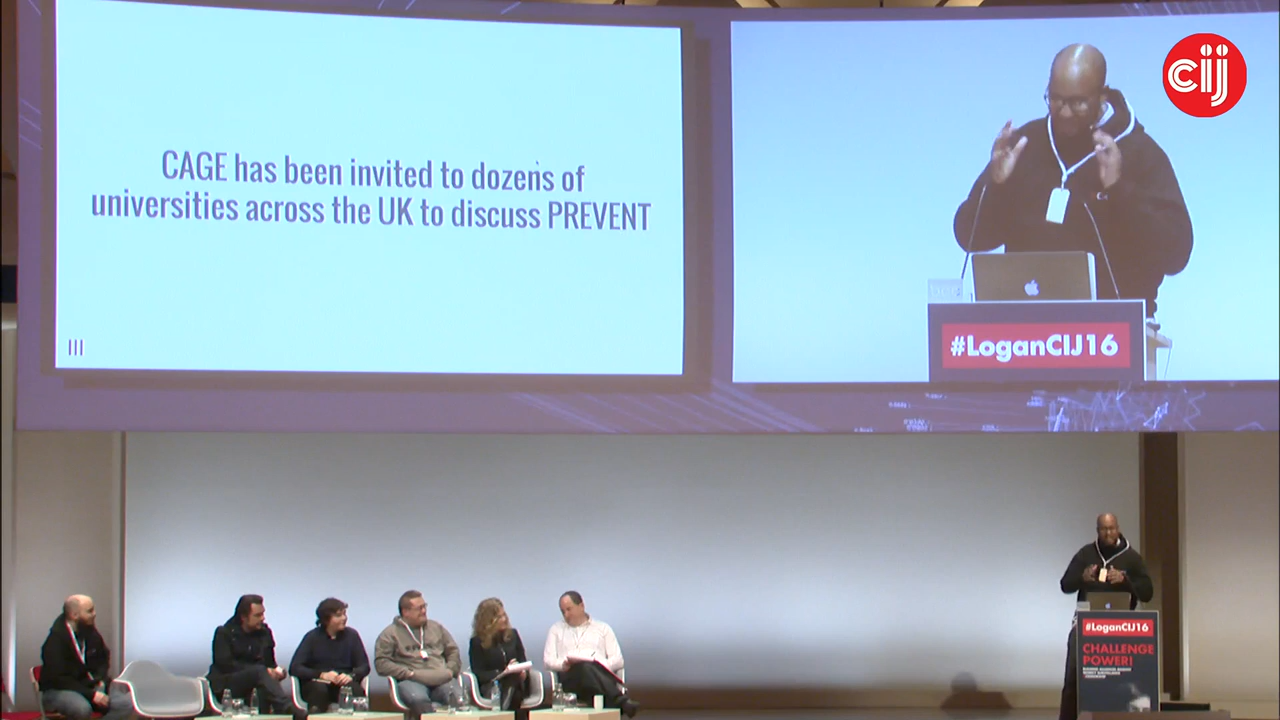 CAGE has been invited to dozens of
universities across the UK to discuss PREVENT
cij
#LoganCIJ16
#LoganCIJ16
CHALLENGE
POWER!